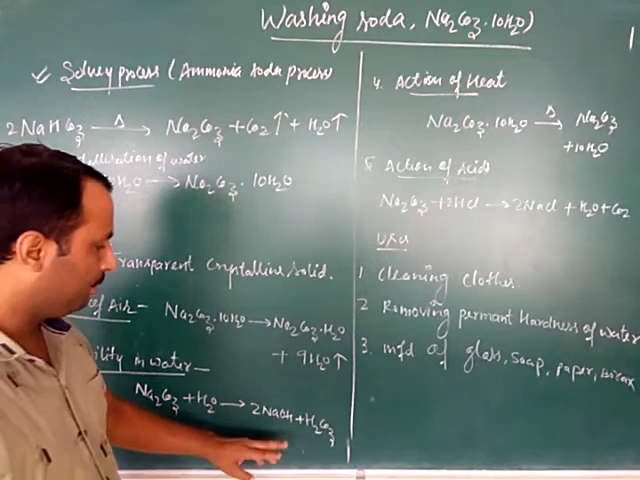 Washing soda, Na2Co3·10H2O)
Solvey process (Ammonia soda process
2NaHCo3 Δ→ Na2Co3 + Co2↑ + H2O↑
tallisation of water
10H2O → Na2Co3·10H2O
Transparent Crystalline solid.
of Air – Na2Co3·10H2O → Na2Co3·H2O
+ 9H2O↑
bility in water –
Na2Co3 + H2O → 2NaOH + H2Co3
4. Action of Heat
Na2Co3·10H2O Δ→ Na2Co3
+10H2O
5 Action of Acids
Na2Co3 + 2HCl → 2NaCl + H2O + Co2
Uses
1 Cleaning clothes.
2 Removing permant Hardness of water
3. mfd of glass, Soap, paper, Borax